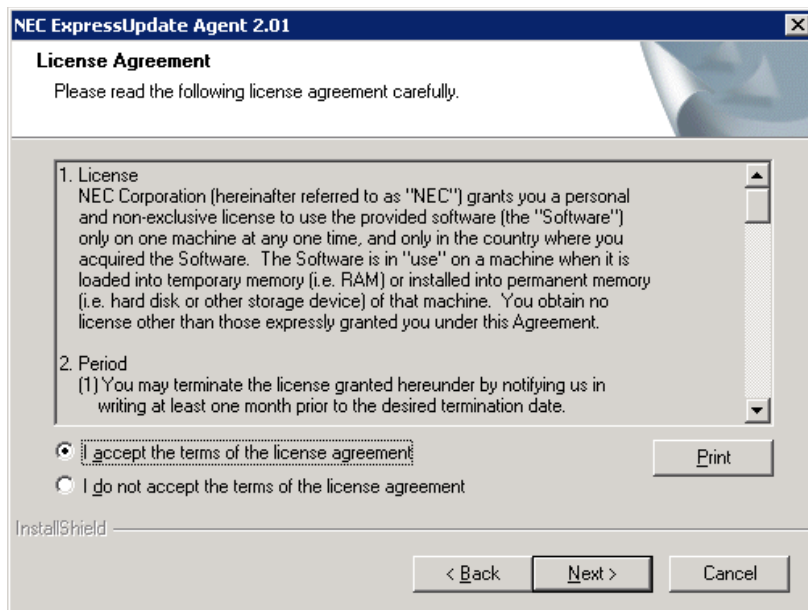 NEC ExpressUpdate Agent 2.01
License Agreement
Please read the following license agreement carefully.
1. License
NEC Corporation (hereinafter referred to as "NEC") grants you a personal
and non-exclusive license to use the provided software (the "Software")
only on one machine at any one time, and only in the country where you
acquired the Software.  The Software is in "use" on a machine when it is
loaded into temporary memory (i.e. RAM) or installed into permanent memory
(i.e. hard disk or other storage device) of that machine.  You obtain no
license other than those expressly granted you under this Agreement.
2. Period
(1) You may terminate the license granted hereunder by notifying us in
writing at least one month prior to the desired termination date.
I accept the terms of the license agreement
Print
I do not accept the terms of the license agreement
InstallShield
< Back
Next >
Cancel